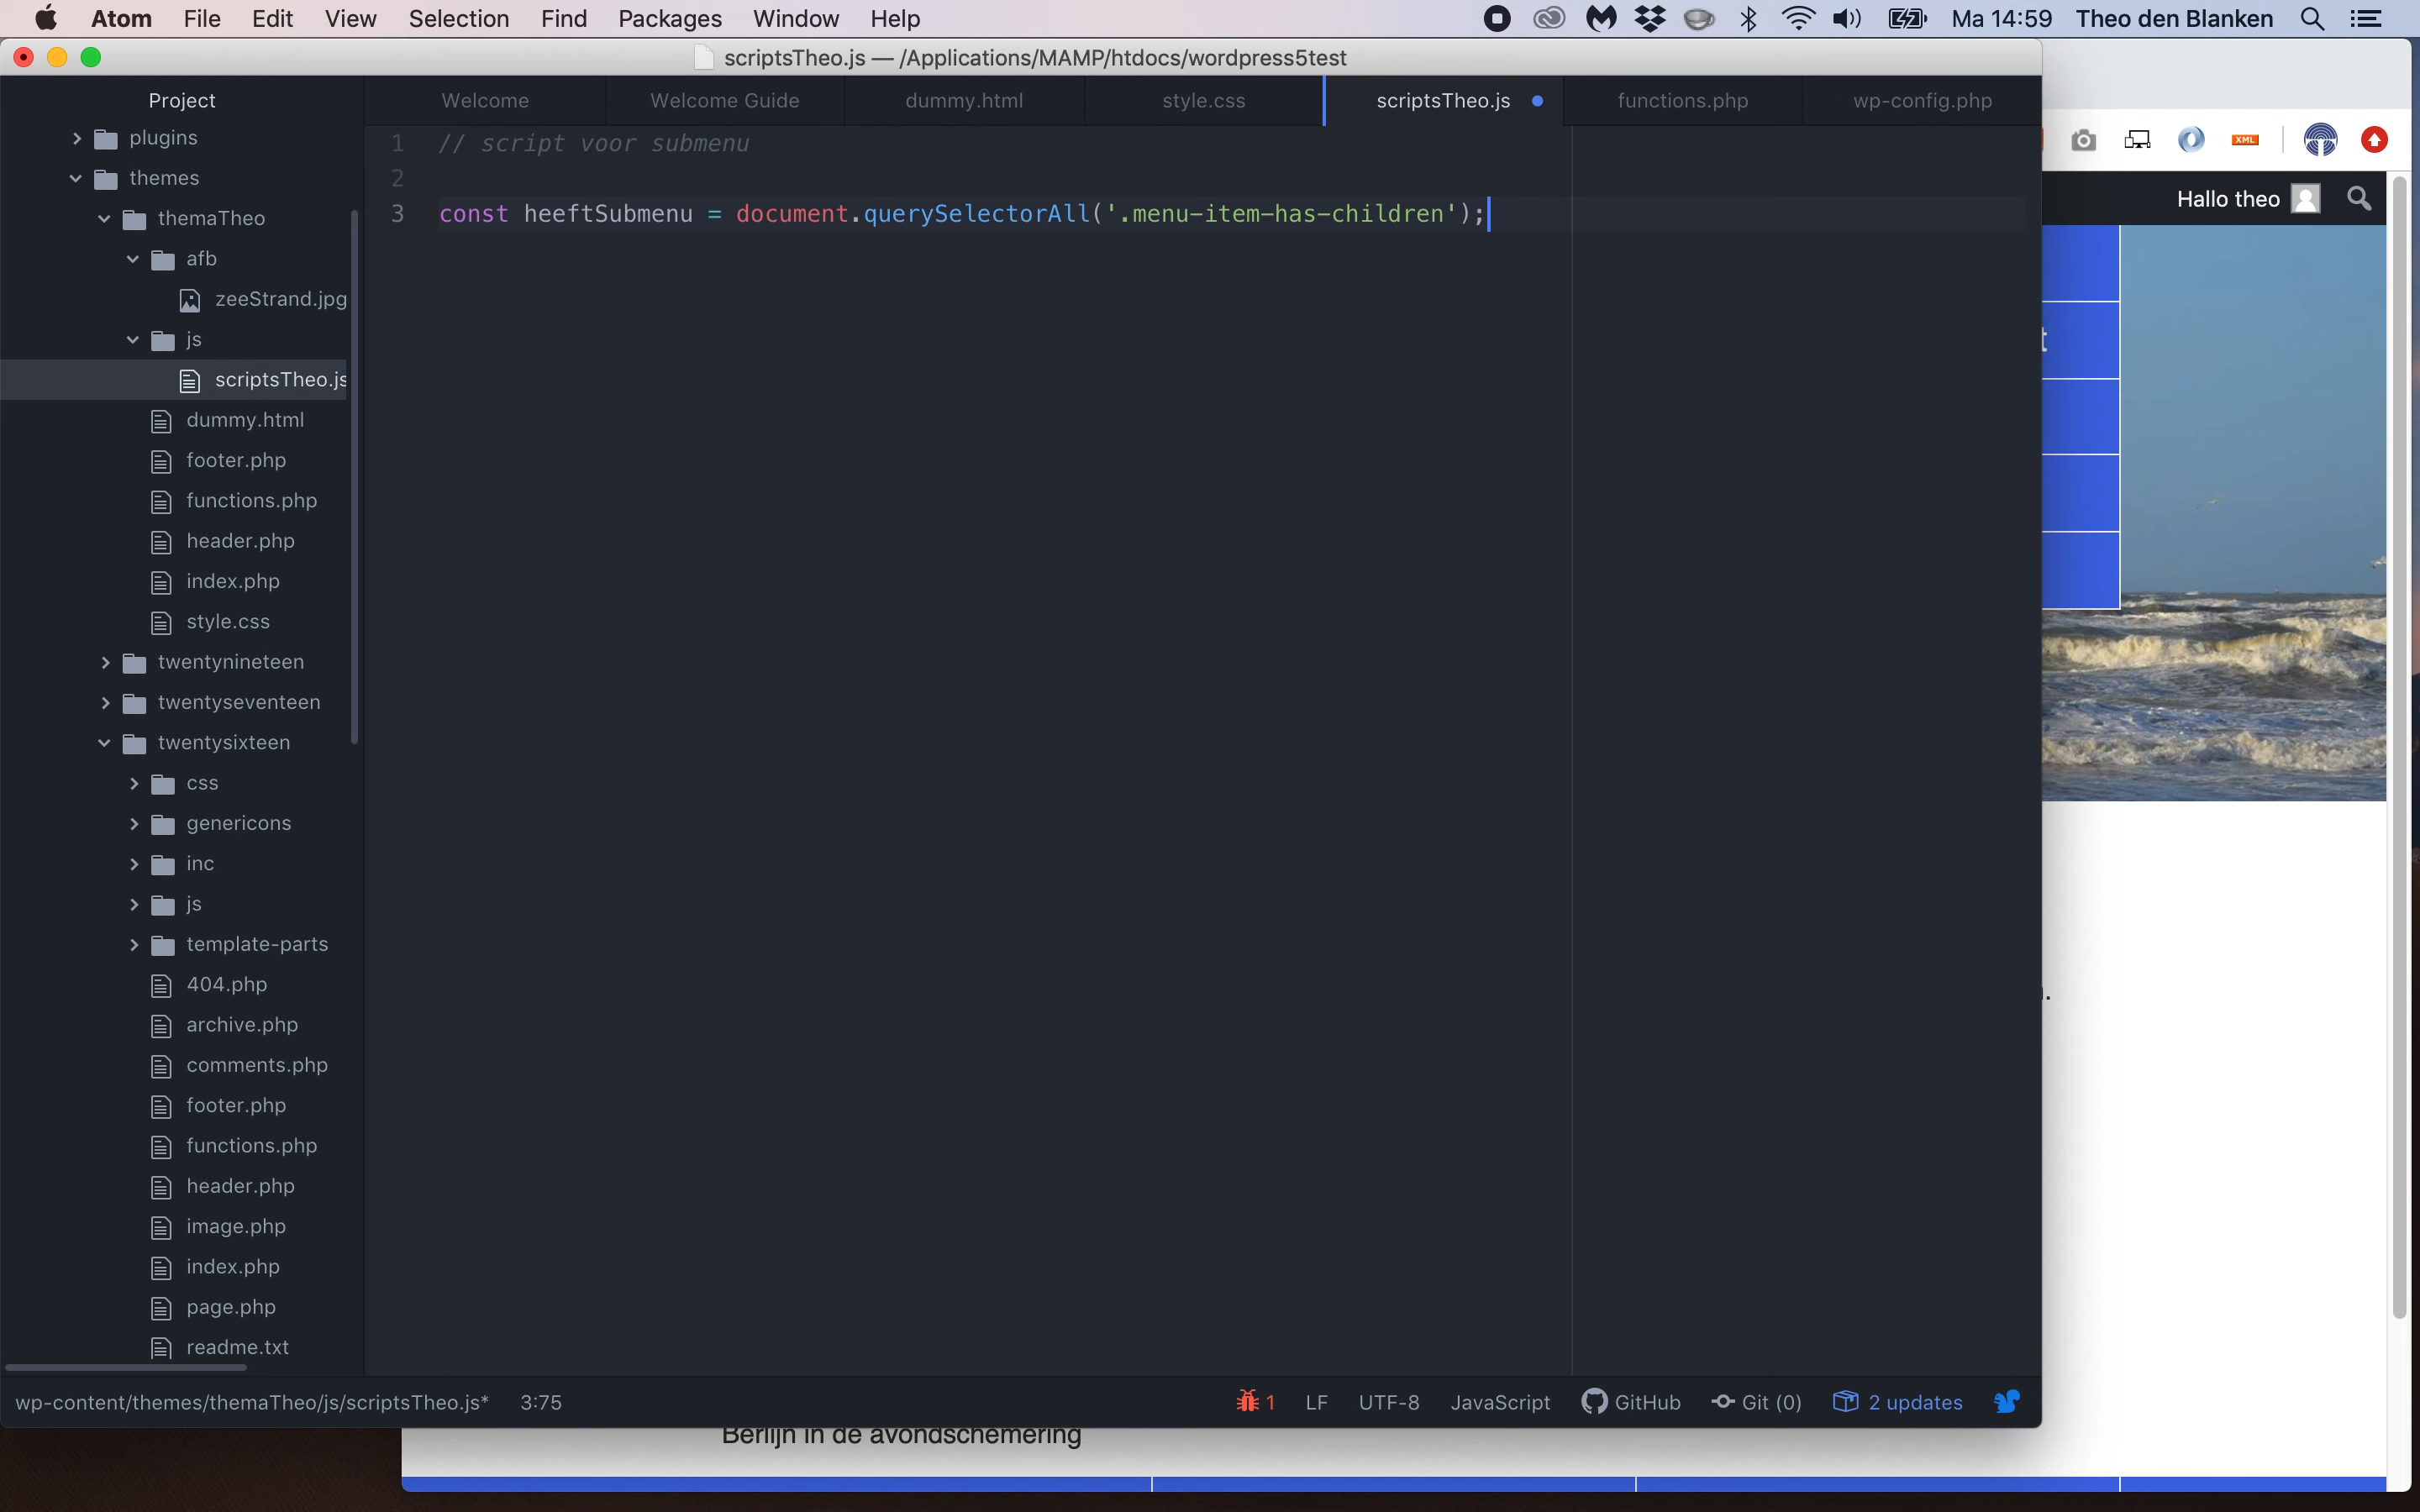 Atom File Edit View Selection Find Packages Window Help Ma 14:59 Theo den Blanken
scriptsTheo.js — /Applications/MAMP/htdocs/wordpress5test
Project
Welcome
Welcome Guide
dummy.html
style.css
scriptsTheo.js
functions.php
wp-config.php
plugins
themes
themaTheo
afb
zeeStrand.jpg
js
scriptsTheo.js
dummy.html
footer.php
functions.php
header.php
index.php
style.css
twentynineteen
twentyseventeen
twentysixteen
css
genericons
inc
js
template-parts
404.php
archive.php
comments.php
footer.php
functions.php
header.php
image.php
index.php
page.php
readme.txt
1 // script voor submenu
2
3 const heeftSubmenu = document.querySelectorAll('.menu-item-has-children');
XML
Hallo theo
t
.
wp-content/themes/themaTheo/js/scriptsTheo.js* 3:75 1 LF UTF-8 JavaScript GitHub Git (0) 2 updates
Berlijn in de avondschemering